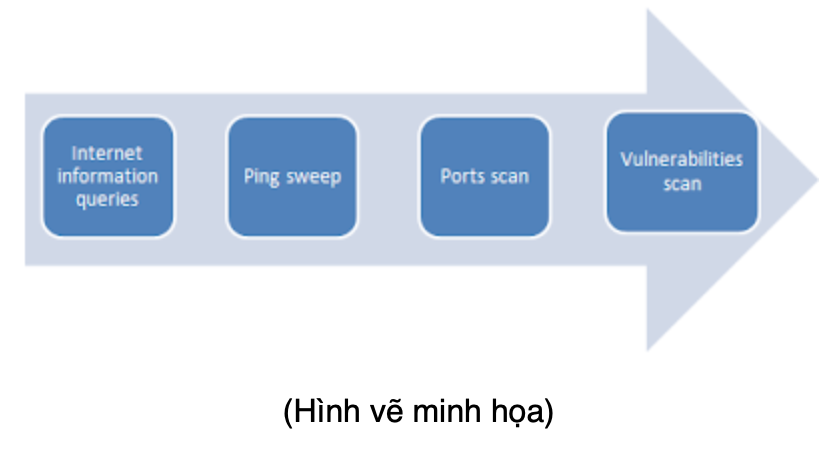 Internet
information
queries
Ping sweep
Ports scan
Vulnerabilities
scan
(Hình vẽ minh họa)